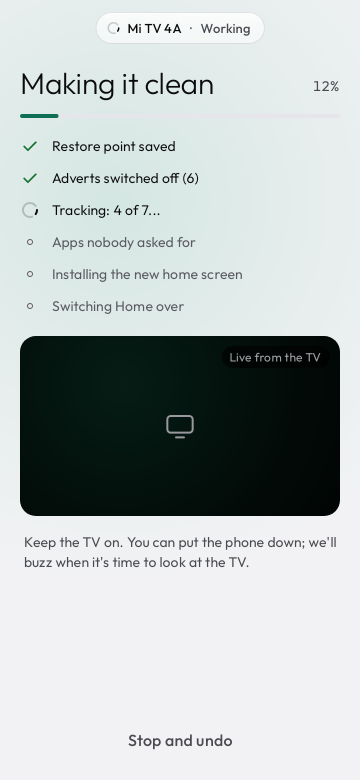 Mi TV 4A · Working
Making it clean
12%
Restore point saved
Adverts switched off (6)
Tracking: 4 of 7...
Apps nobody asked for
Installing the new home screen
Switching Home over
Live from the TV
Keep the TV on. You can put the phone down; we'll
buzz when it's time to look at the TV.
Stop and undo